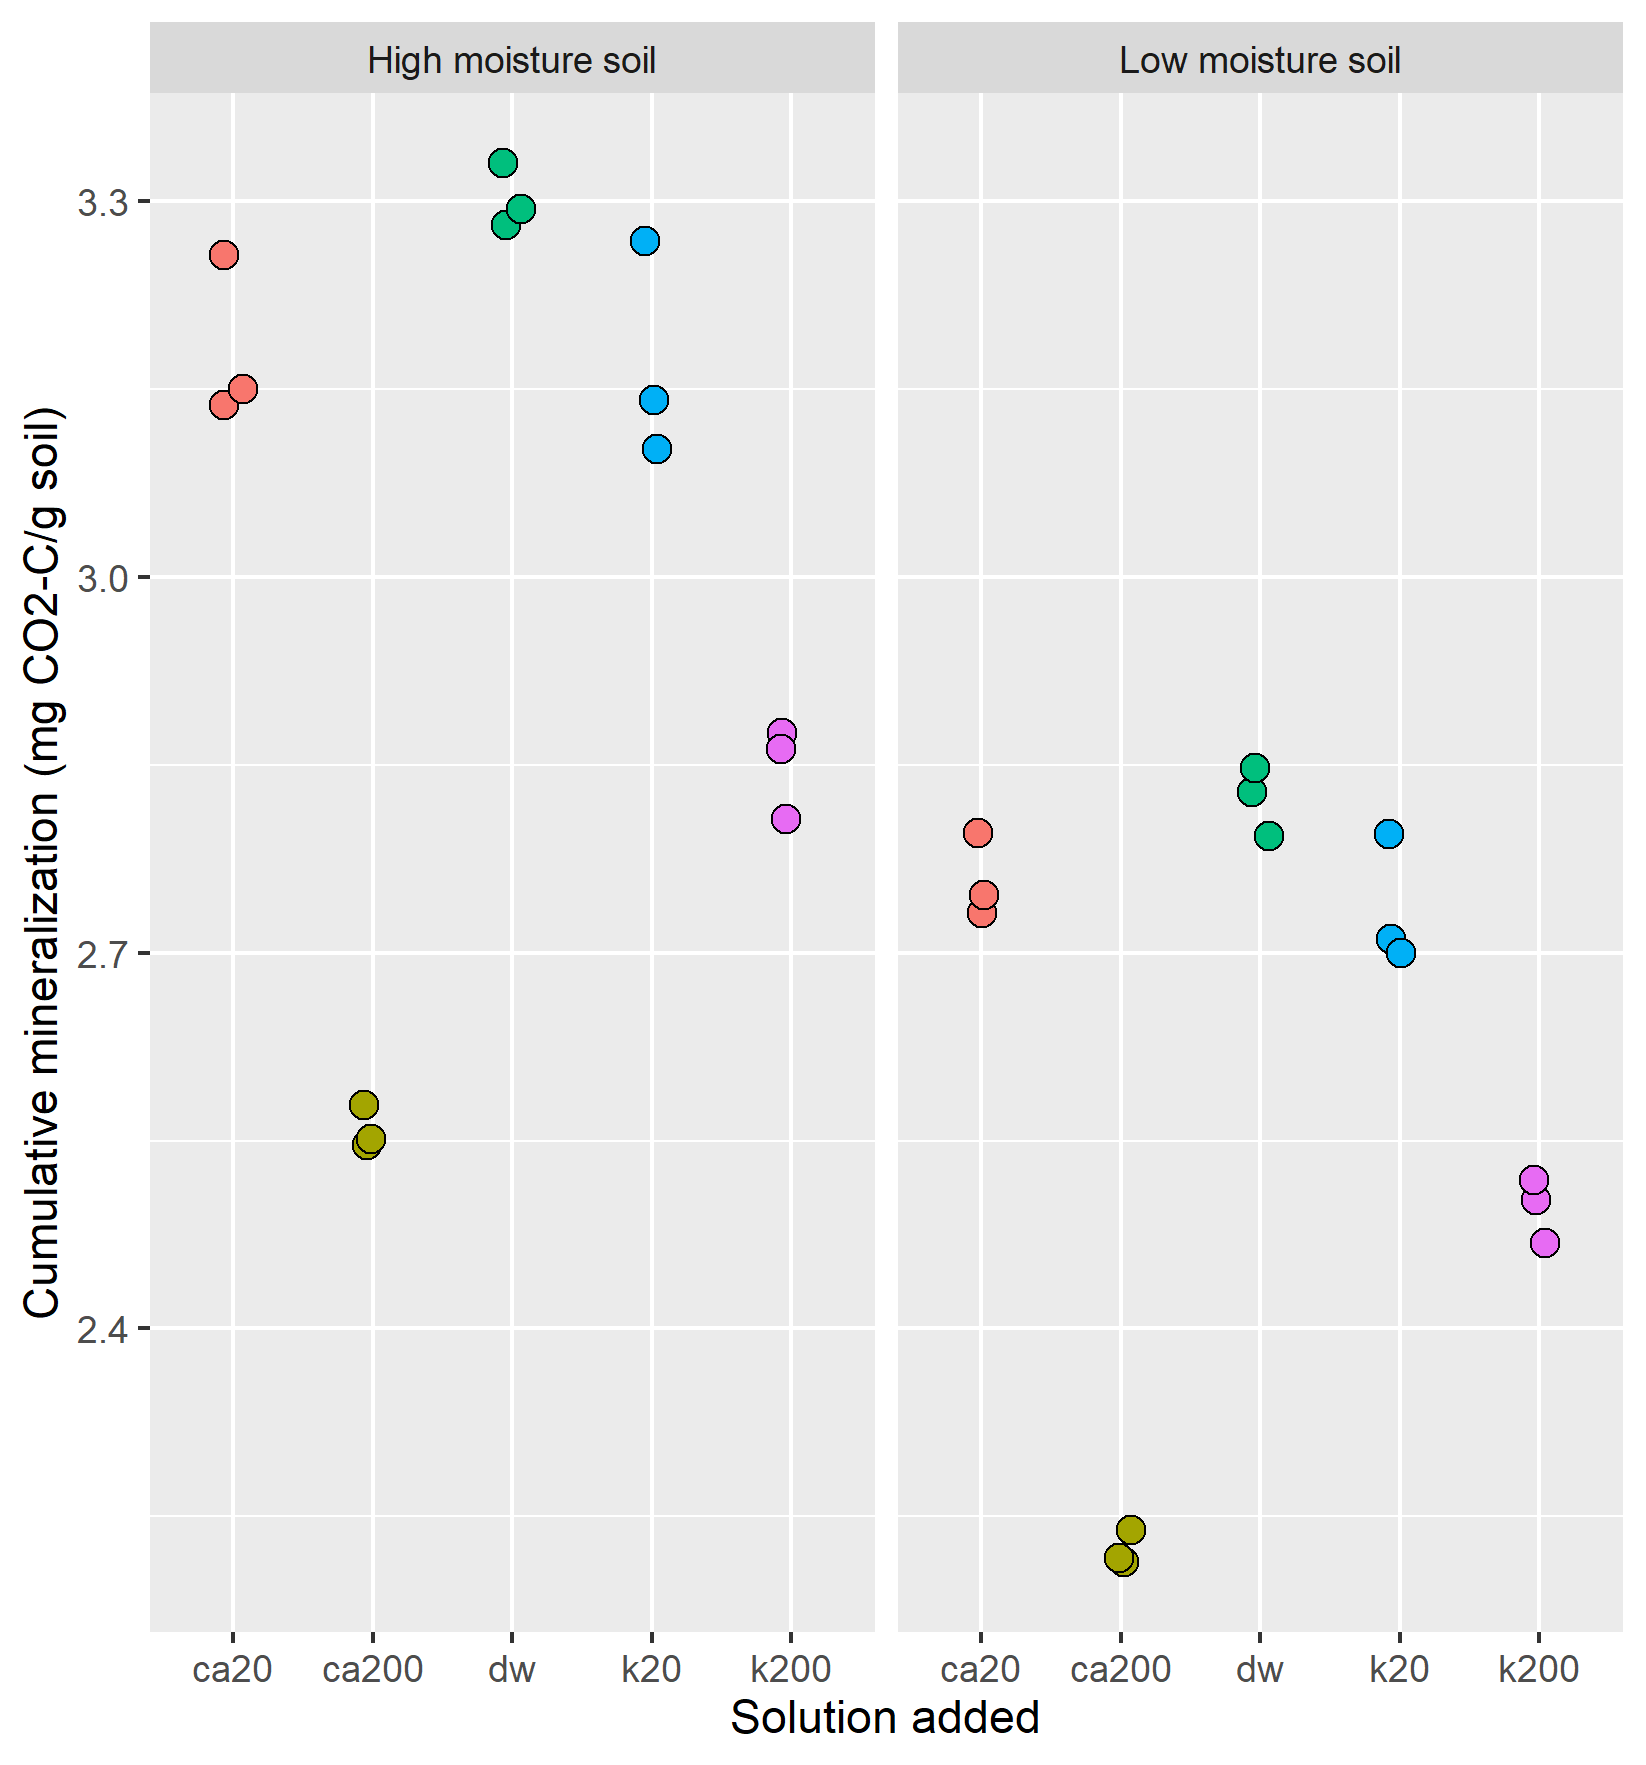 High moisture soil
Low moisture soil
Cumulative mineralization (mg CO2-C/g soil)
3.3
3.0
2.7
2.4
ca20 ca200 dw k20 k200
ca20 ca200 dw k20 k200
Solution added